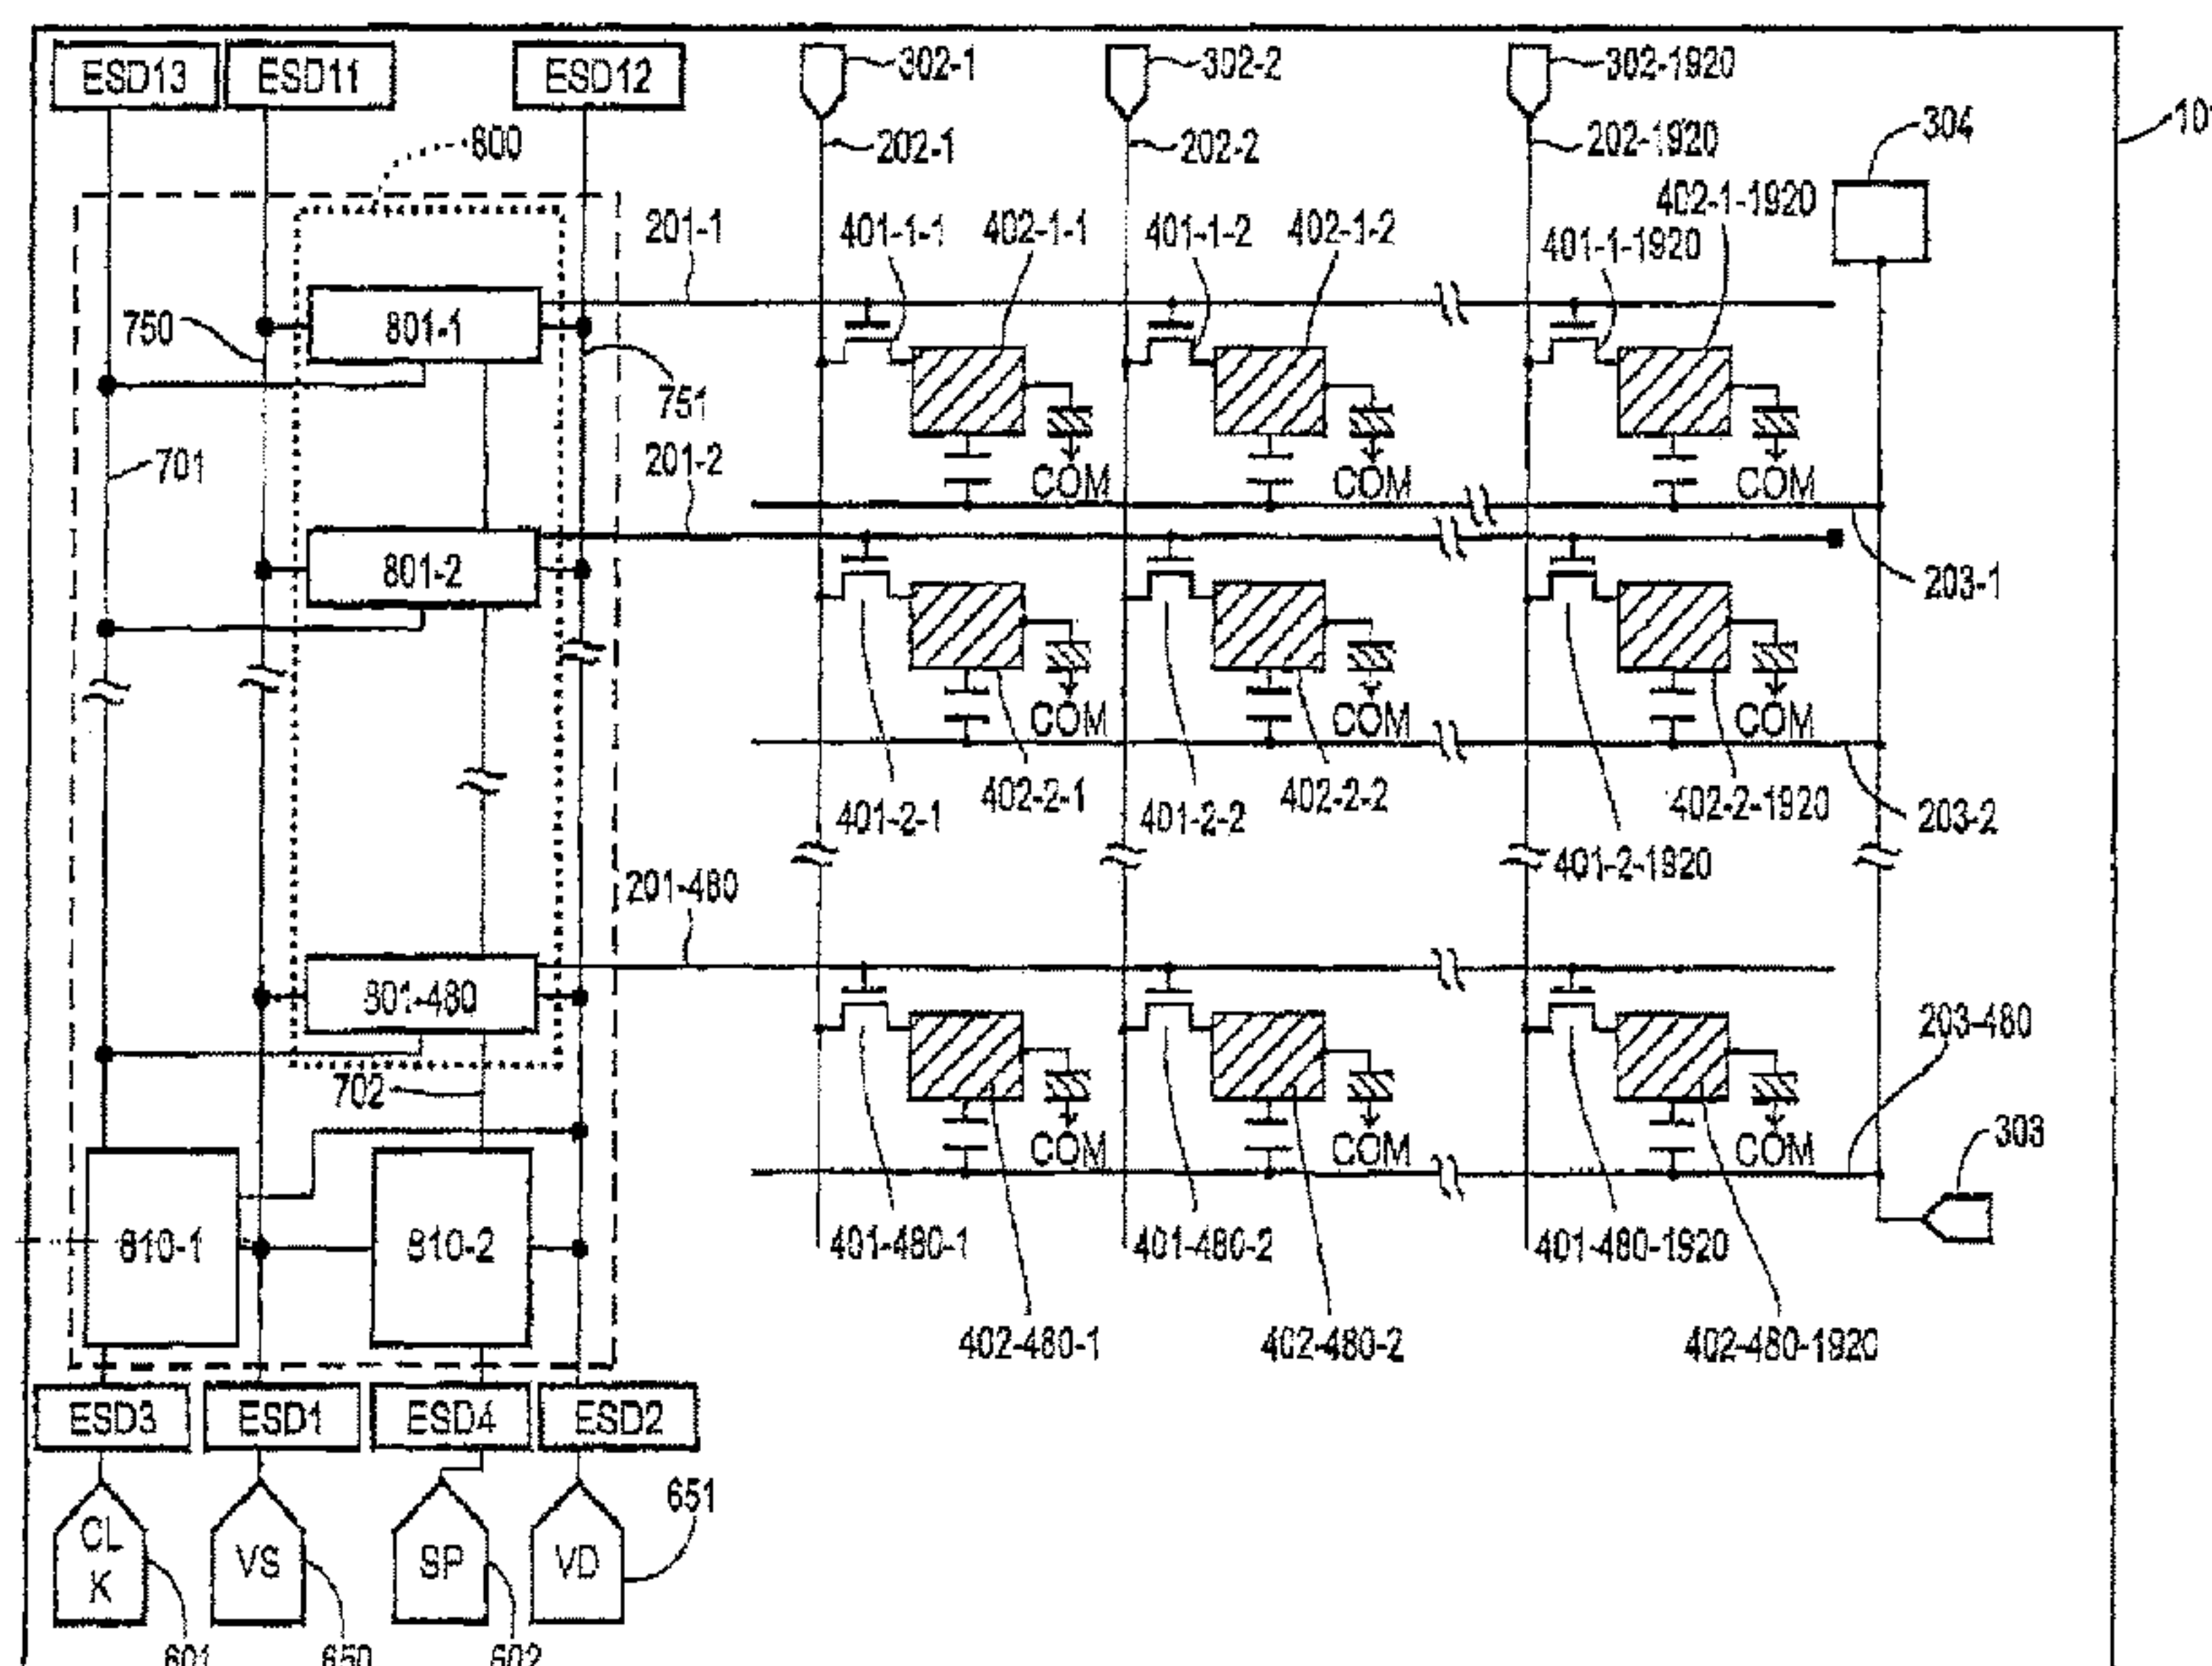 ESD13 ESD11 ESD12 302-1 302-2 302-1920
800 202-1 202-2 202-1920 304 10
201-1 401-1-1 402-1-1 401-1-2 402-1-2 401-1-1920 402-1-1920
750 801-1
751
701 201-2 COM COM COM
801-2 203-1
COM COM COM
401-2-1 402-2-1 401-2-2 402-2-2 401-2-1920 402-2-1920 203-2
201-480
801-480 203-480
702 COM COM COM 303
810-1 810-2 401-480-1 401-480-2 401-480-1920
402-480-1 402-480-2 402-480-1920
ESD3 ESD1 ESD4 ESD2
651
CL
K VS SP VD
601 650 602